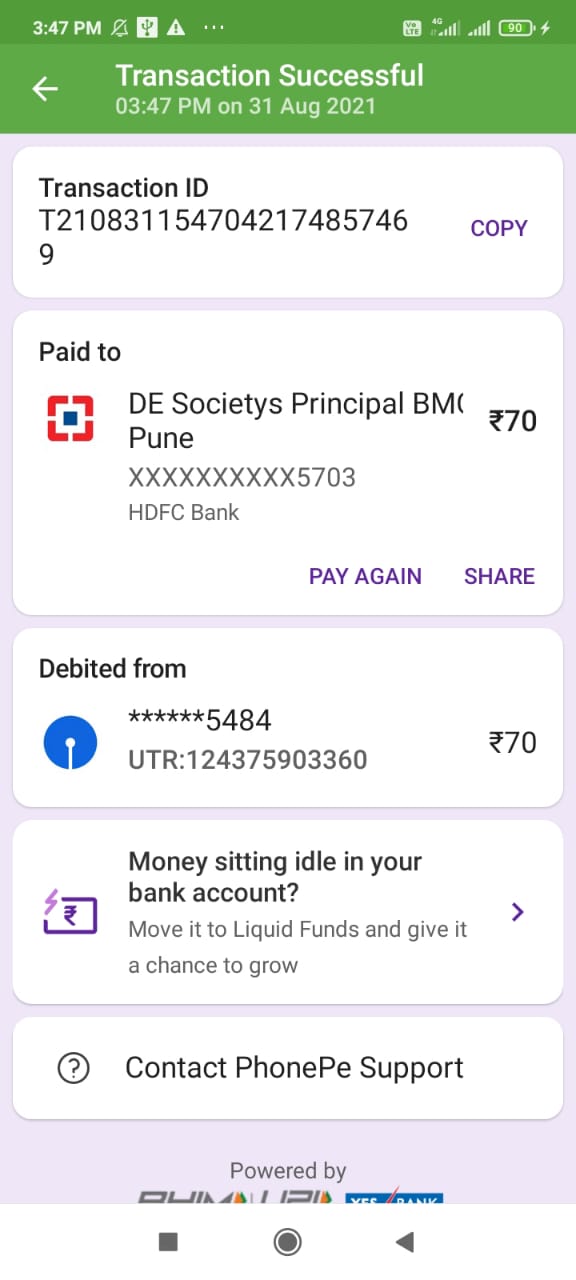 3:47 PM ...
Vo LTE 4G 90
Transaction Successful
03:47 PM on 31 Aug 2021
Transaction ID
T210831154704217485746
9
COPY
Paid to
DE Societys Principal BM
Pune
₹70
XXXXXXXXXX5703
HDFC Bank
PAY AGAIN SHARE
Debited from
******5484
UTR:124375903360
₹70
Money sitting idle in your
bank account?
Move it to Liquid Funds and give it
a chance to grow
Contact PhonePe Support
Powered by
BHIM UPI YES BANK